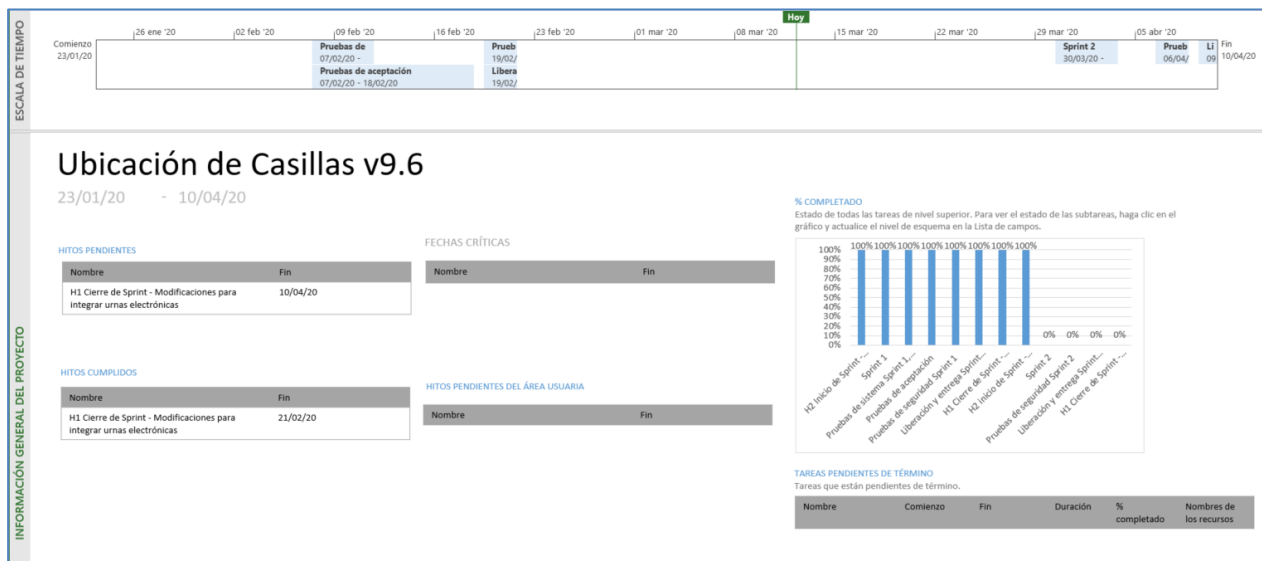 ESCALA DE TIEMPO
Hoy
26 ene '20
02 feb '20
09 feb '20
16 feb '20
23 feb '20
01 mar '20
08 mar '20
15 mar '20
22 mar '20
29 mar '20
05 abr '20
Comienzo
23/01/20
Pruebas de
07/02/20 -
Prueb
19/02/
Pruebas de aceptación
07/02/20 - 18/02/20
Libera
19/02/
Sprint 2
30/03/20 -
Prueb
06/04/
Li
09
Fin
10/04/20
INFORMACIÓN GENERAL DEL PROYECTO
Ubicación de Casillas v9.6
23/01/20 - 10/04/20
HITOS PENDIENTES
Nombre Fin
H1 Cierre de Sprint - Modificaciones para 10/04/20
integrar urnas electrónicas
FECHAS CRÍTICAS
Nombre Fin
HITOS CUMPLIDOS
Nombre Fin
H1 Cierre de Sprint - Modificaciones para 21/02/20
integrar urnas electrónicas
HITOS PENDIENTES DEL ÁREA USUARIA
Nombre Fin
% COMPLETADO
Estado de todas las tareas de nivel superior. Para ver el estado de las subtareas, haga clic en el
gráfico y actualice el nivel de esquema en la Lista de campos.
100%
90%
80%
70%
60%
50%
40%
30%
20%
10%
0%
100% 100% 100% 100% 100% 100% 100% 100%
0% 0% 0% 0%
H2 Inicio de Sprint -...
Sprint 1
Pruebas de sistema Sprint 1,...
Pruebas de aceptación
Pruebas de seguridad Sprint 1
Liberación y entrega Sprint...
H1 Cierre de Sprint -...
H2 Inicio de Sprint -...
Sprint 2
Pruebas de seguridad Sprint 2
Liberación y entrega Sprint...
H1 Cierre de Sprint -...
TAREAS PENDIENTES DE TÉRMINO
Tareas que están pendientes de término.
Nombre Comienzo Fin Duración % Nombres de
completado los recursos